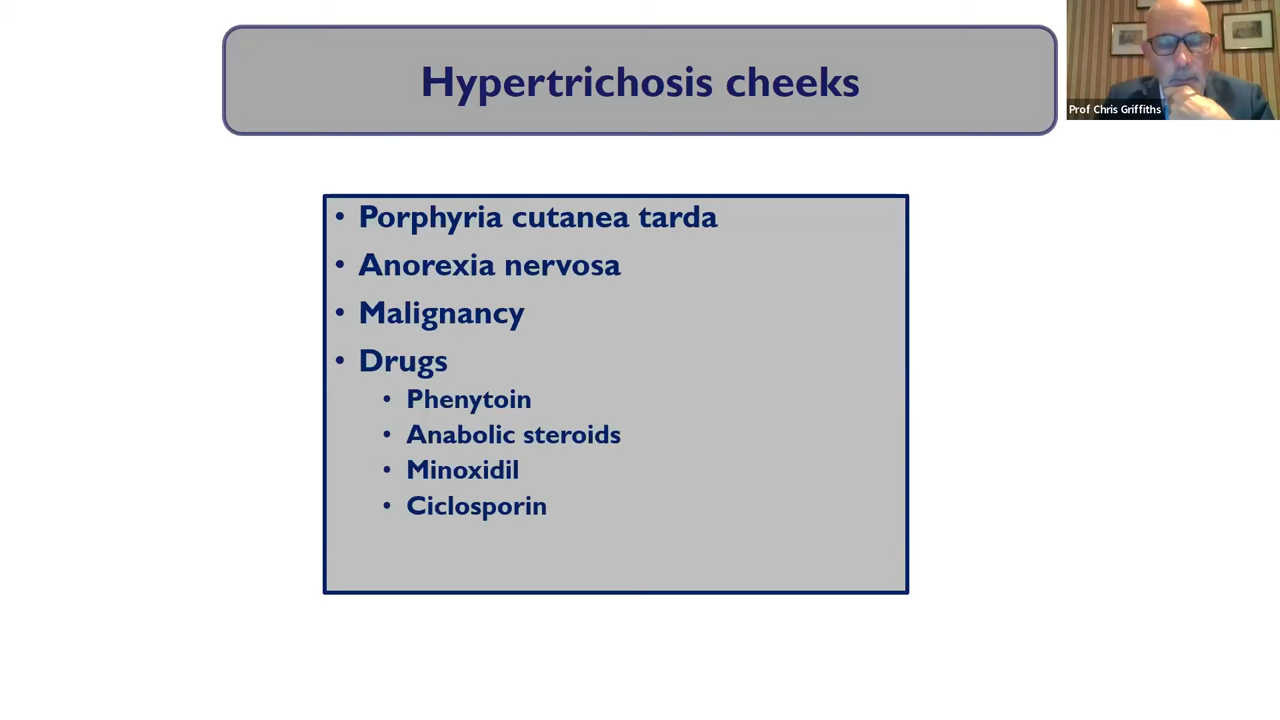 Hypertrichosis cheeks
Prof Chris Griffiths
• Porphyria cutanea tarda
• Anorexia nervosa
• Malignancy
• Drugs
• Phenytoin
• Anabolic steroids
• Minoxidil
• Ciclosporin